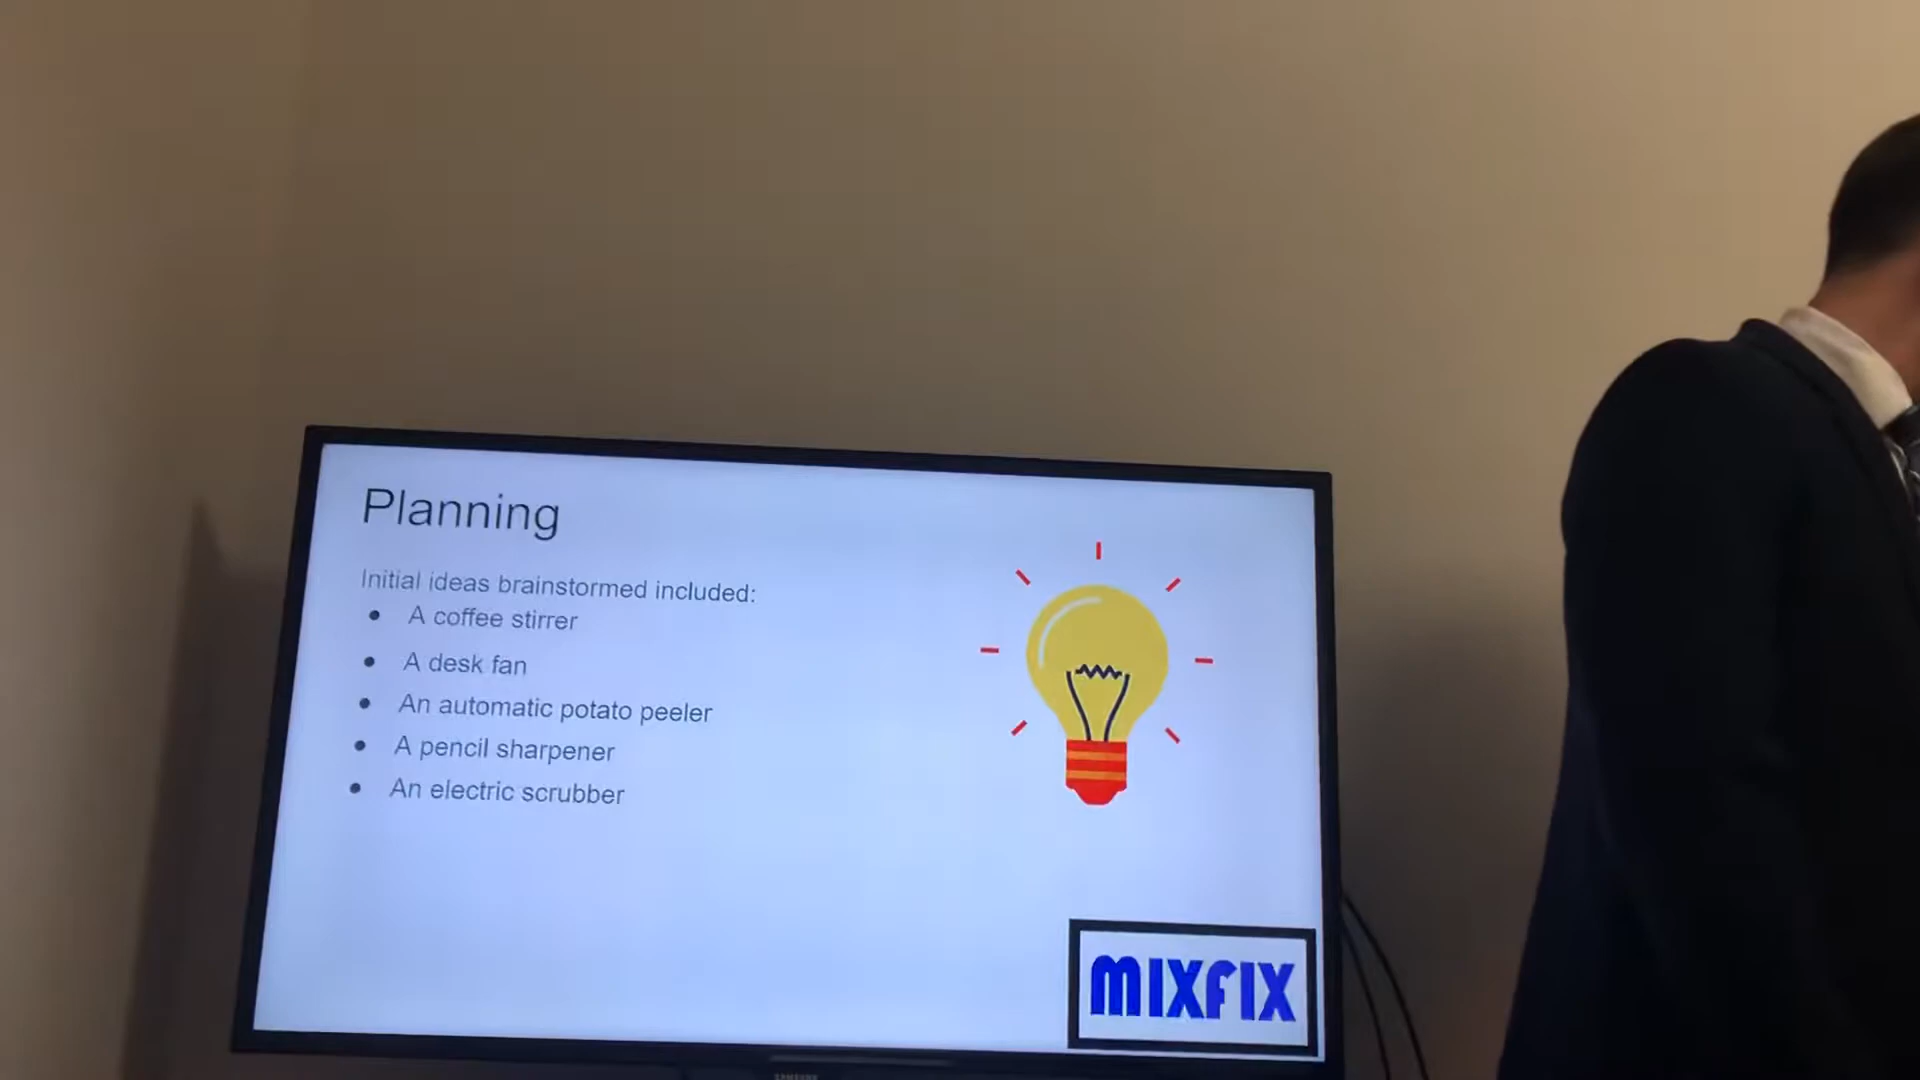 Planning
Initial ideas brainstormed included:
A coffee stirrer
A desk fan
An automatic potato peeler
A pencil sharpener
An electric scrubber
MIXFIX
SAMSUNG